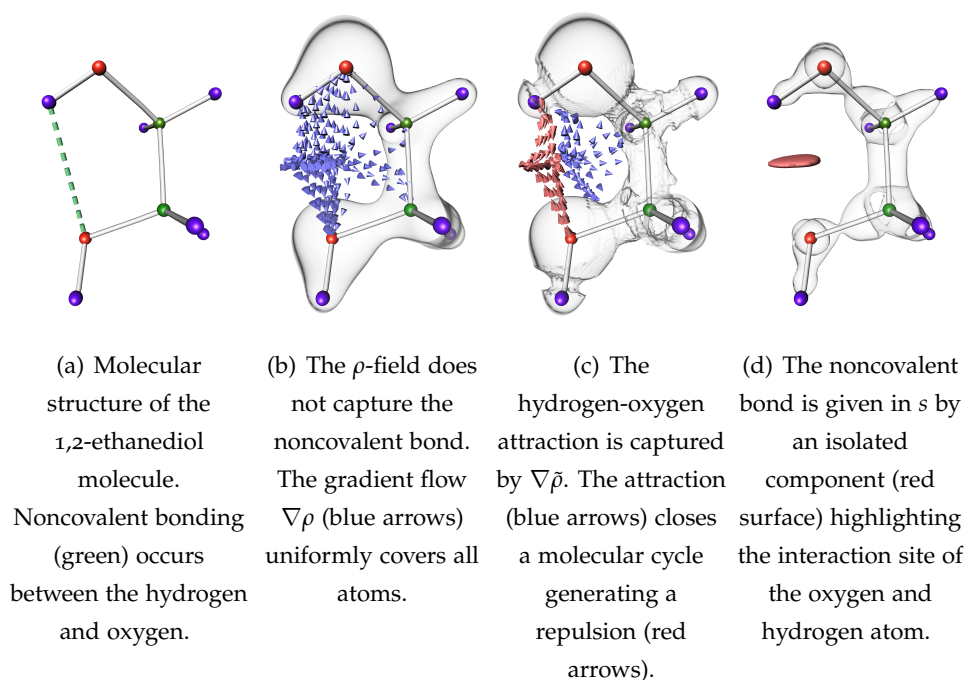 (a) Molecular
structure of the
1,2-ethanediol
molecule.
Noncovalent bonding
(green) occurs
between the hydrogen
and oxygen.
(b) The ρ-field does
not capture the
noncovalent bond.
The gradient flow
∇ρ (blue arrows)
uniformly covers all
atoms.
(c) The
hydrogen-oxygen
attraction is captured
by ∇ρ̃. The attraction
(blue arrows) closes
a molecular cycle
generating a
repulsion (red
arrows).
(d) The noncovalent
bond is given in s by
an isolated
component (red
surface) highlighting
the interaction site of
the oxygen and
hydrogen atom.